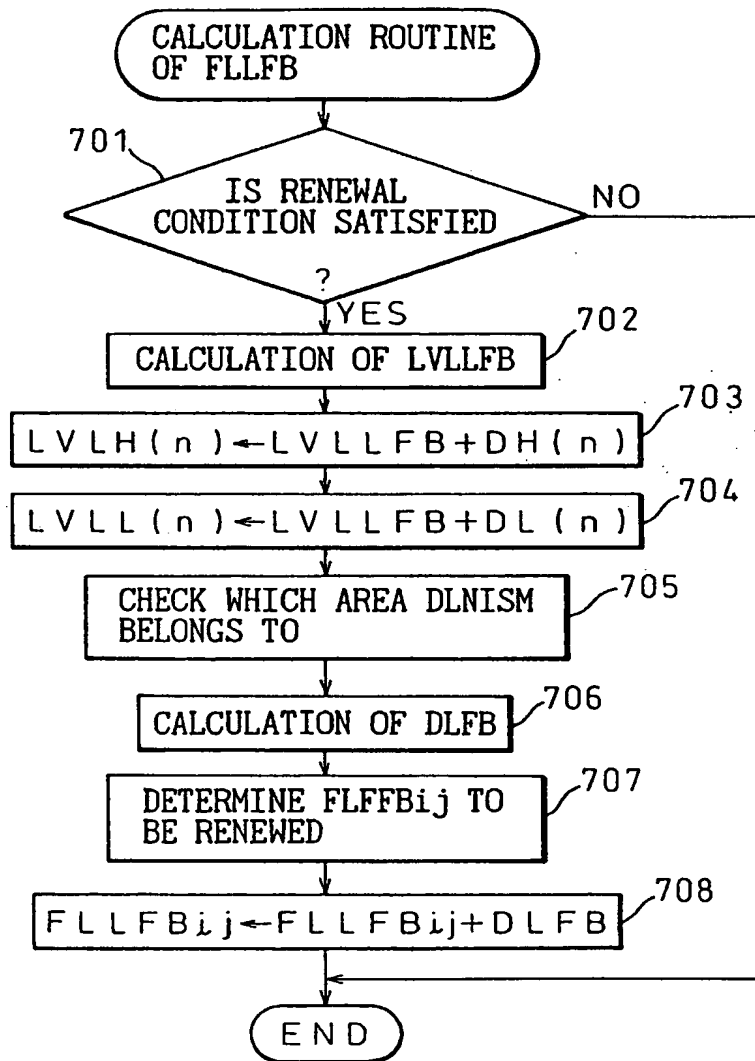 CALCULATION ROUTINE
OF FLLFB
701
IS RENEWAL
CONDITION SATISFIED
?
NO
YES
702
CALCULATION OF LVLLFB
703
LVLH(n)←LVLLFB+DH(n)
704
LVLL(n)←LVLLFB+DL(n)
705
CHECK WHICH AREA DLNISM
BELONGS TO
706
CALCULATION OF DLFB
707
DETERMINE FLFFBij TO
BE RENEWED
708
FLLFBij←FLLFBij+DLFB
END